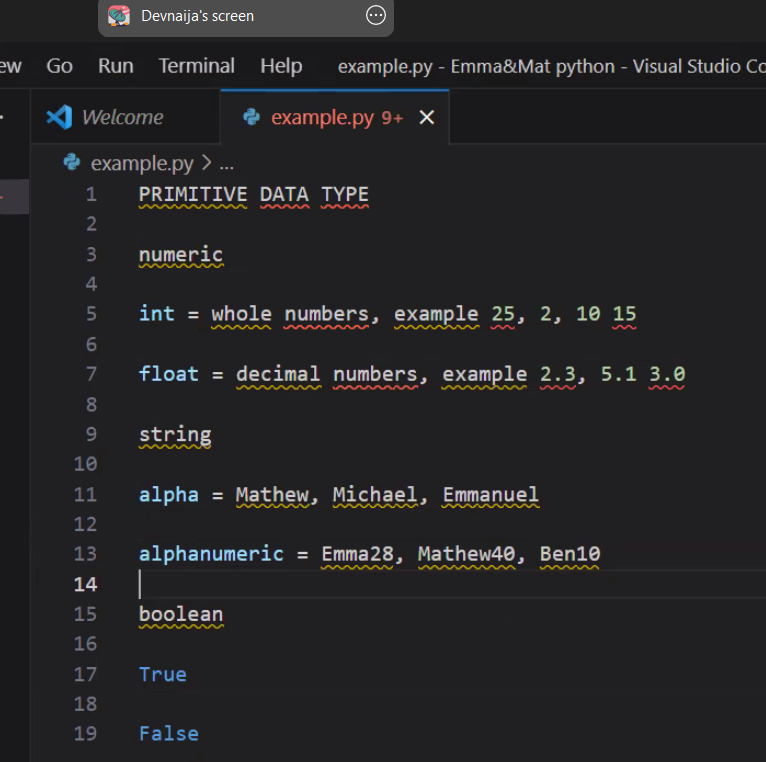 Devnaija's screen
ew Go Run Terminal Help example.py - Emma&Mat python - Visual Studio Co
Welcome example.py 9+
example.py > ...
1 PRIMITIVE DATA TYPE
2
3 numeric
4
5 int = whole numbers, example 25, 2, 10 15
6
7 float = decimal numbers, example 2.3, 5.1 3.0
8
9 string
10
11 alpha = Mathew, Michael, Emmanuel
12
13 alphanumeric = Emma28, Mathew40, Ben10
14
15 boolean
16
17 True
18
19 False